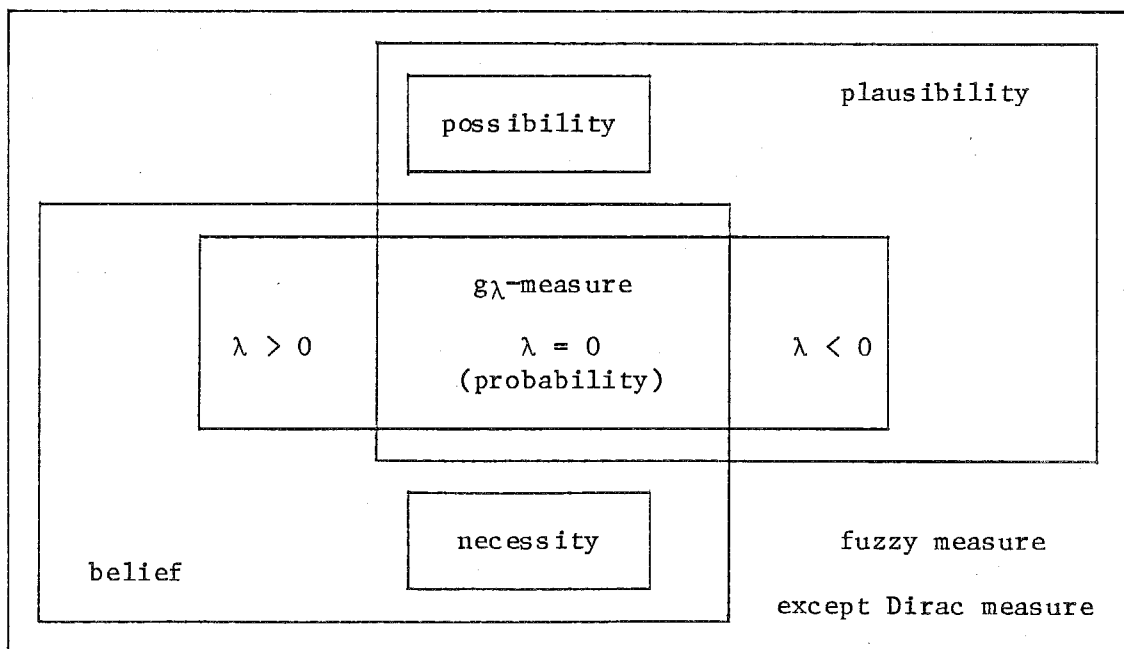 plausibility
possibility
gλ-measure
λ > 0
λ = 0
λ < 0
(probability)
necessity
fuzzy measure
belief
except Dirac measure